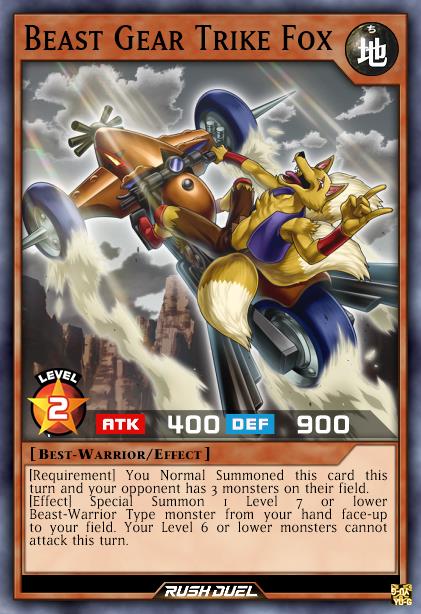 BEAST GEAR TRIKE FOX
ち
地
LEVEL
2
ATK 400 DEF 900
[BEST-WARRIOR/EFFECT]
[Requirement] You Normal Summoned this card this
turn and your opponent has 3 monsters on their field.
[Effect] Special Summon 1 Level 7 or lower
Beast-Warrior Type monster from your hand face-up
to your field. Your Level 6 or lower monsters cannot
attack this turn.
RUSH DUEL